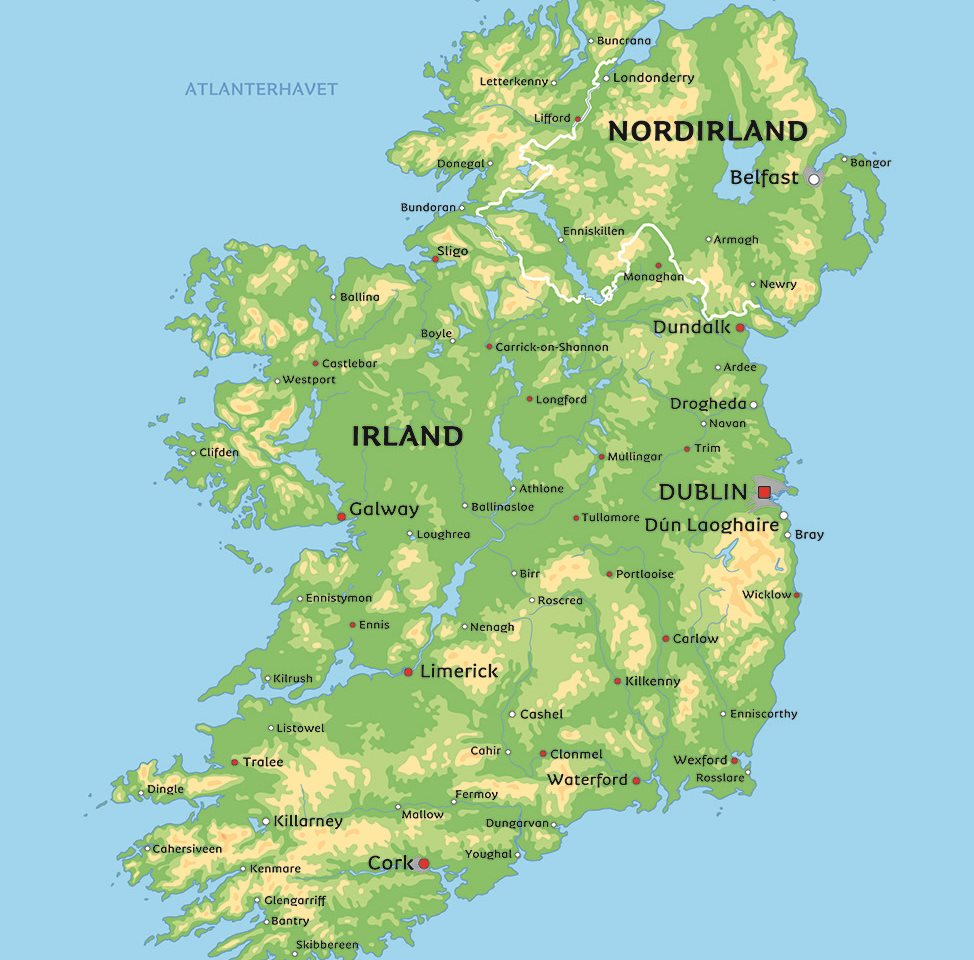 Buncrana
Letterkenny
Londonderry
ATLANTERHAVET
Lifford
NORDIRLAND
Donegal
Bangor
Belfast
Bundoran
Enniskillen
Armagh
Sligo
Monaghan
Newry
Ballina
Dundalk
Boyle
Carrick-on-Shannon
Castlebar
Ardee
Westport
Longford
Drogheda
Navan
IRLAND
Trim
Clifden
Mullingar
Athlone
DUBLIN
Galway
Ballinasloe
Tullamore
Dún Laoghaire
Loughrea
Bray
Birr
Portlaoise
Ennistymon
Roscrea
Wicklow
Ennis
Nenagh
Carlow
Limerick
Kilrush
Kilkenny
Cashel
Enniscorthy
Listowel
Cahir
Clonmel
Tralee
Wexford
Rosslare
Waterford
Dingle
Fermoy
Mallow
Killarney
Dungarvan
Cahersiveen
Youghal
Cork
Kenmare
Glengarriff
Bantry
Skibbereen